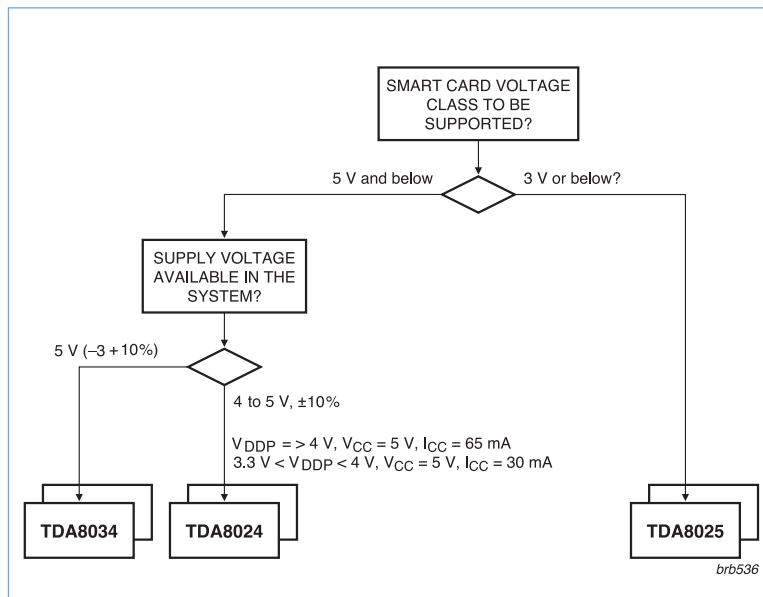 SMART CARD VOLTAGE
CLASS TO BE
SUPPORTED?
5 V and below
3 V or below?
SUPPLY VOLTAGE
AVAILABLE IN THE
SYSTEM?
5 V (–3 + 10%)
4 to 5 V, ±10%
VDDP = > 4 V, VCC = 5 V, ICC = 65 mA
3.3 V < VDDP < 4 V, VCC = 5 V, ICC = 30 mA
TDA8034
TDA8024
TDA8025
brb536